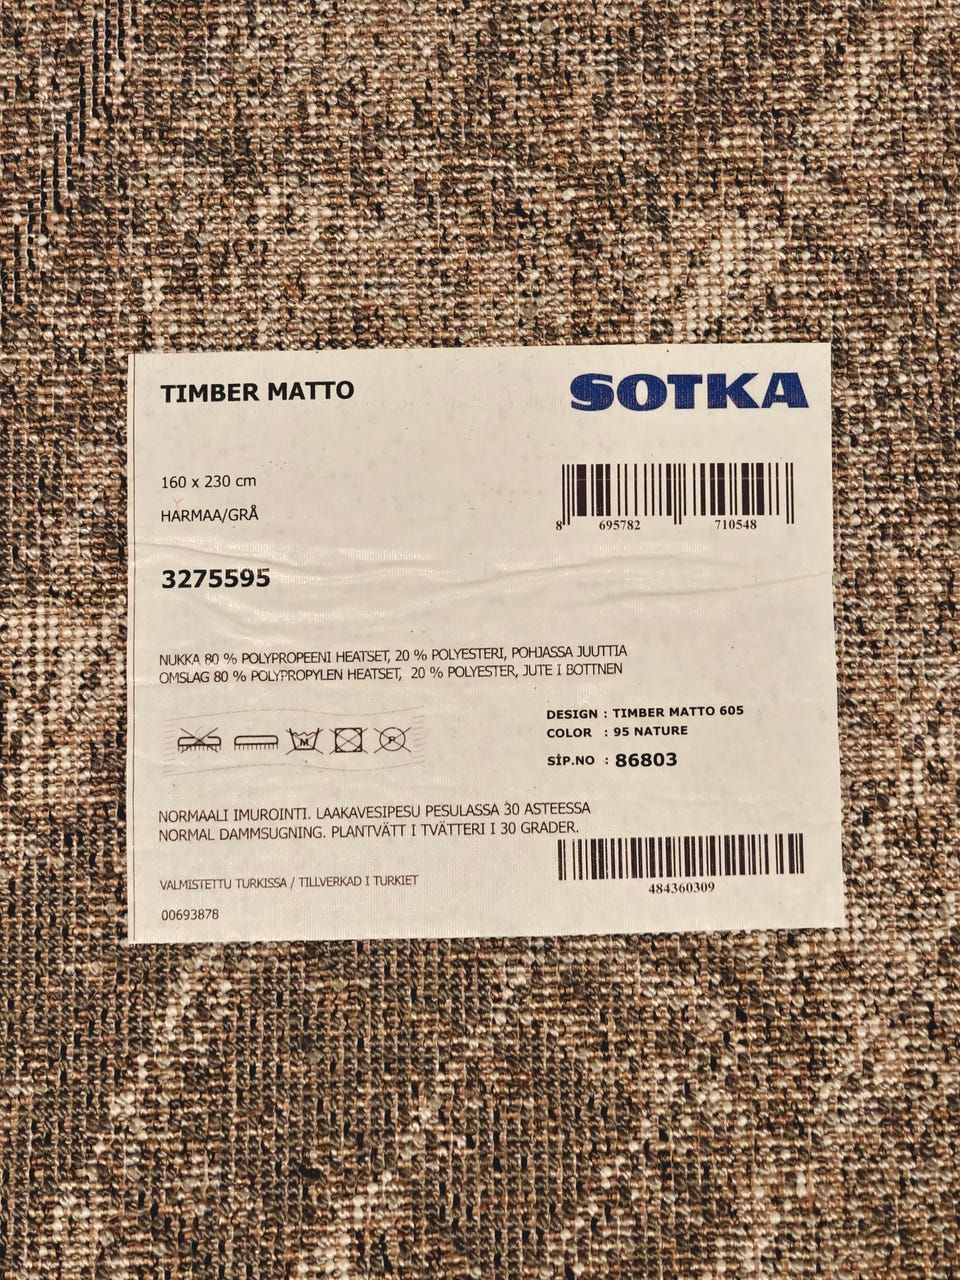 TIMBER MATTO
SOTKA
160 x 230 cm
HARMAA/GRÅ
8 695782 710548
3275595
NUKKA 80 % POLYPROPEENI HEATSET, 20 % POLYESTERI, POHJASSA JUUTTIA
OMSLAG 80 % POLYPROPYLEN HEATSET, 20 % POLYESTER, JUTE I BOTTNEN
DESIGN : TIMBER MATTO 605
COLOR : 95 NATURE
SİP.NO : 86803
M
P
NORMAALI IMUROINTI. LAAKAVESIPESU PESULASSA 30 ASTEESSA
NORMAL DAMMSUGNING. PLANTVÄTT I TVÄTTERI I 30 GRADER.
484360309
VALMISTETTU TURKISSA / TILLVERKAD I TURKIET
00693878